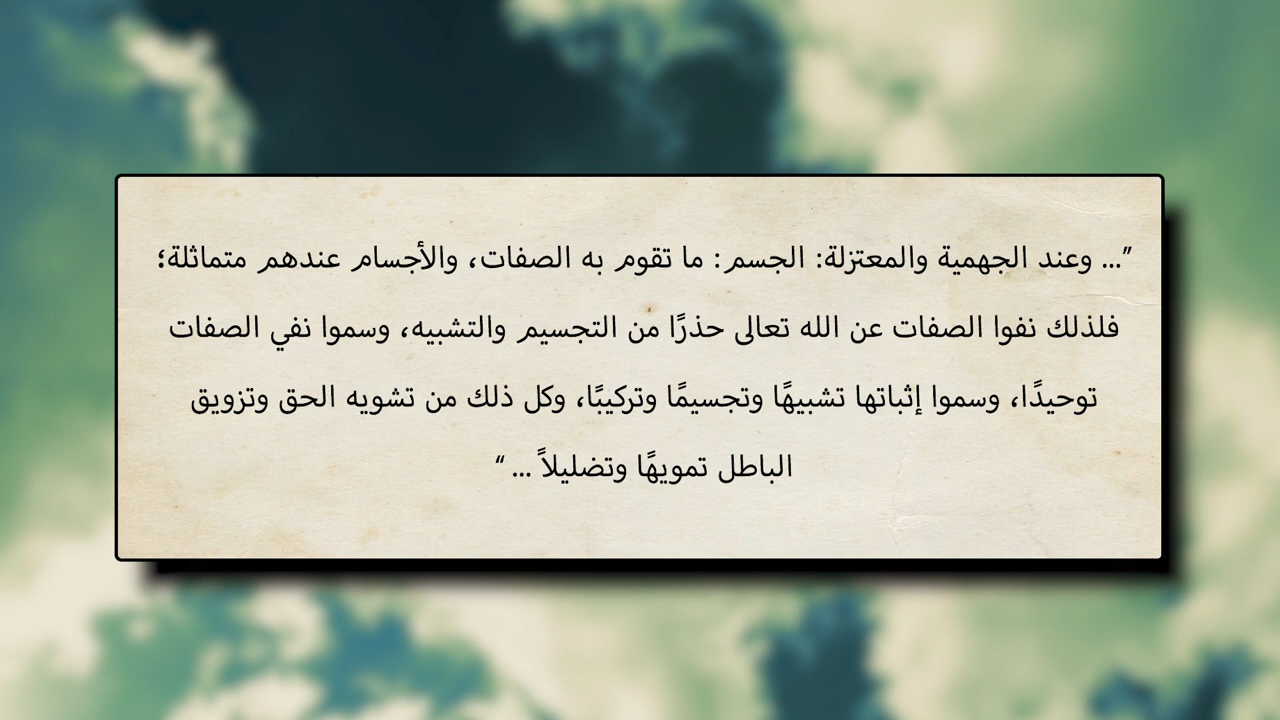 ”... وعند الجهمية والمعتزلة: الجسم: ما تقوم به الصفات، والأجسام عندهم متماثلة؛
فلذلك نفوا الصفات عن الله تعالى حذرًا من التجسيم والتشبيه، وسموا نفي الصفات
توحيدًا، وسموا إثباتها تشبيهًا وتجسيمًا وتركيبًا، وكل ذلك من تشويه الحق وتزويق
الباطل تمويهًا وتضليلاً ... “